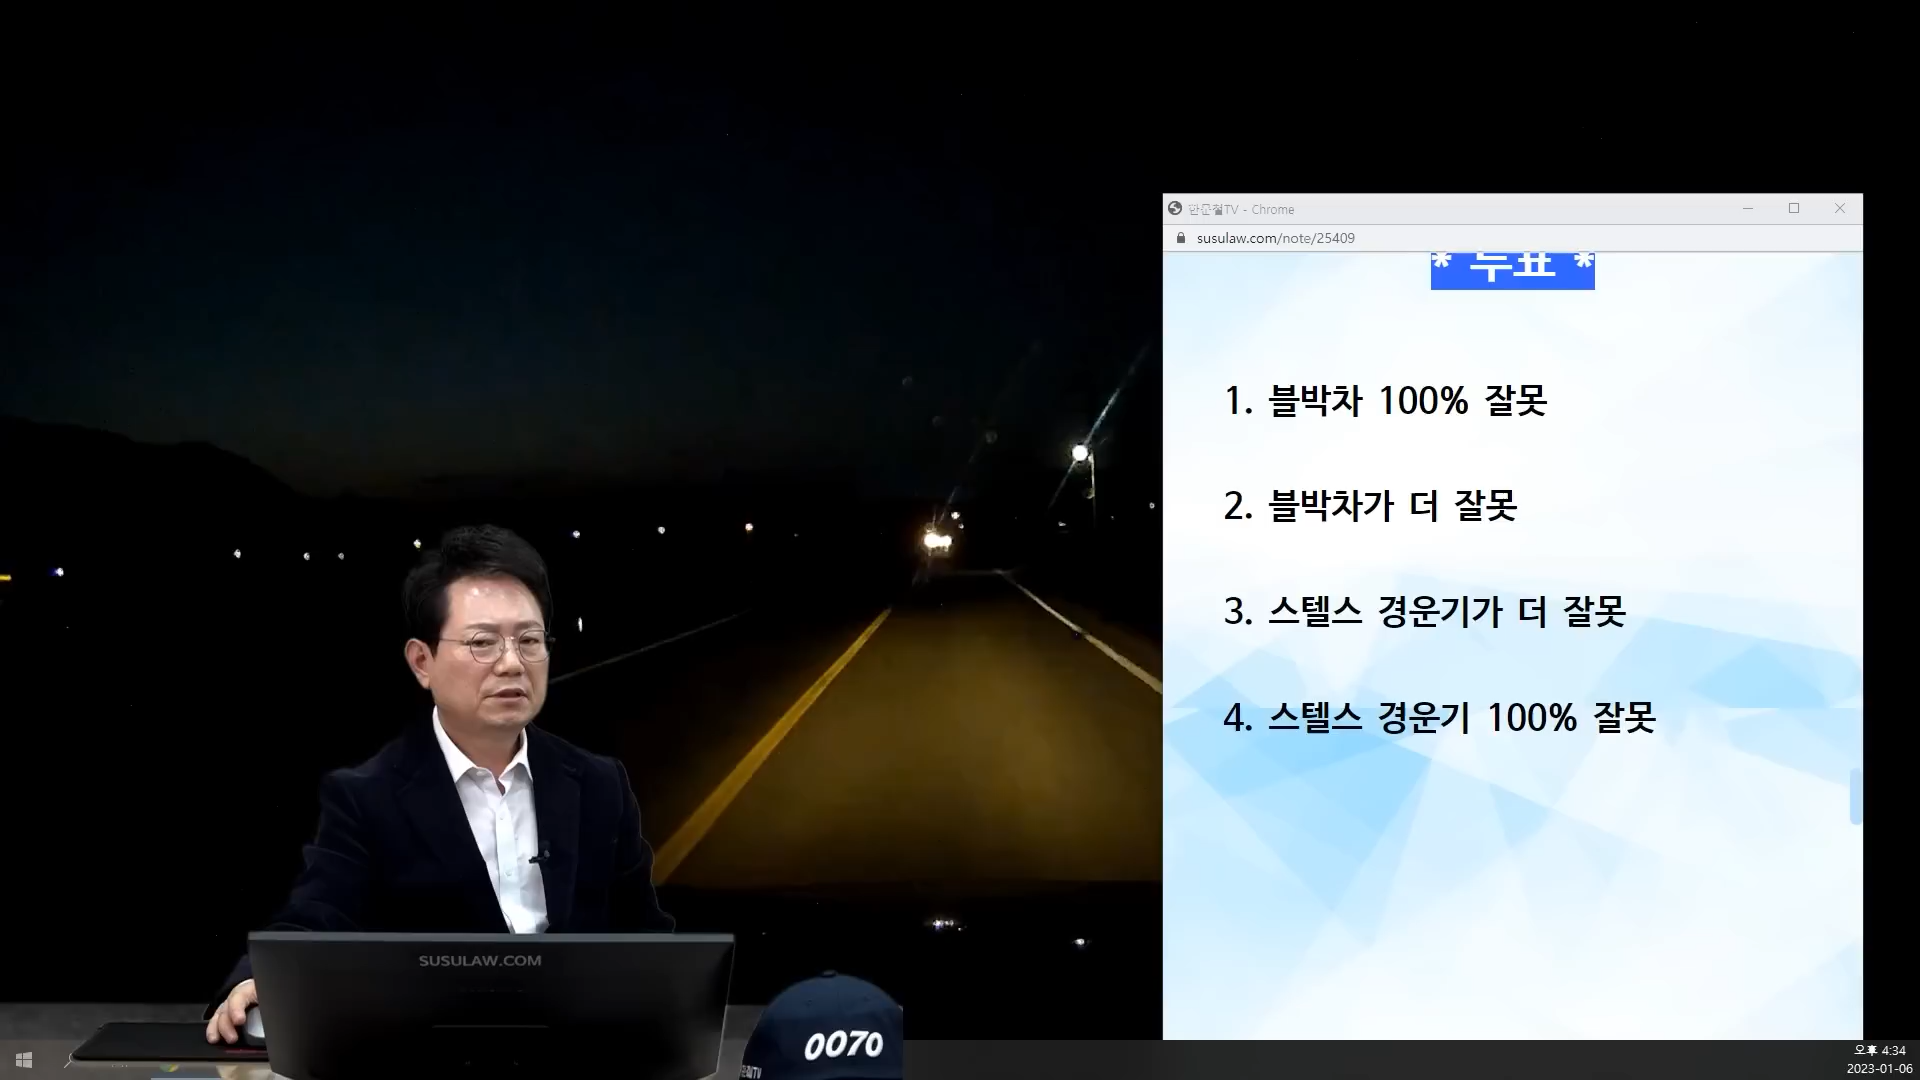 한문철TV - Chrome
susulaw.com/note/25409
* 투표 *
1. 블박차 100% 잘못
2. 블박차가 더 잘못
3. 스텔스 경운기가 더 잘못
4. 스텔스 경운기 100% 잘못
SUSULAW.COM
0070
오후 4:34
2023-01-06